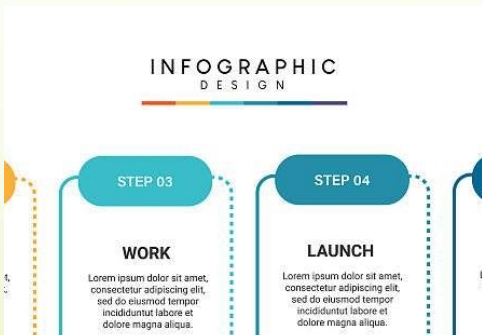 INFOGRAPHIC
DESIGN
STEP 03
WORK
Lorem ipsum dolor sit amet,
consectetur adipiscing elit,
sed do eiusmod tempor
incididuntut labore et
dolore magna aliqua.
STEP 04
LAUNCH
Lorem ipsum dolor sit amet,
consectetur adipiscing elit,
sed do eiusmod tempor
incididuntut labore et
dolore magna aliqua.